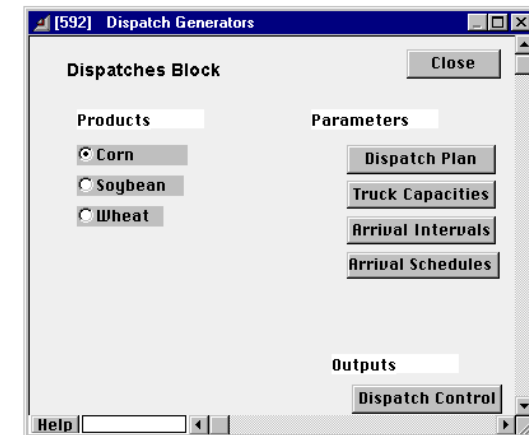 [592] Dispatch Generators
Dispatches Block
Close
Products
Parameters
Corn
Dispatch Plan
Soybean
Truck Capacities
Wheat
Arrival Intervals
Arrival Schedules
Outputs
Dispatch Control
Help